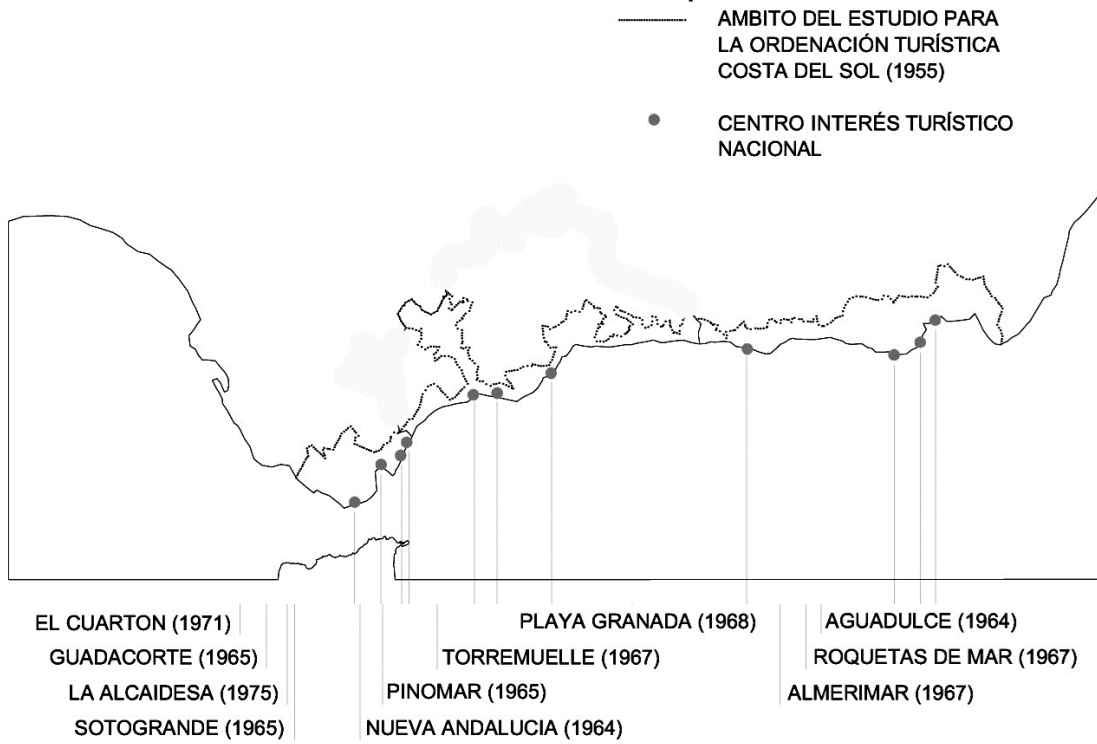 AMBITO DEL ESTUDIO PARA
LA ORDENACIÓN TURÍSTICA
COSTA DEL SOL (1955)
CENTRO INTERÉS TURÍSTICO
NACIONAL
EL CUARTON (1971)
PLAYA GRANADA (1968)
AGUADULCE (1964)
GUADACORTE (1965)
TORREMUELLE (1967)
ROQUETAS DE MAR (1967)
LA ALCAIDESA (1975)
PINOMAR (1965)
ALMERIMAR (1967)
SOTOGRANDE (1965)
NUEVA ANDALUCIA (1964)